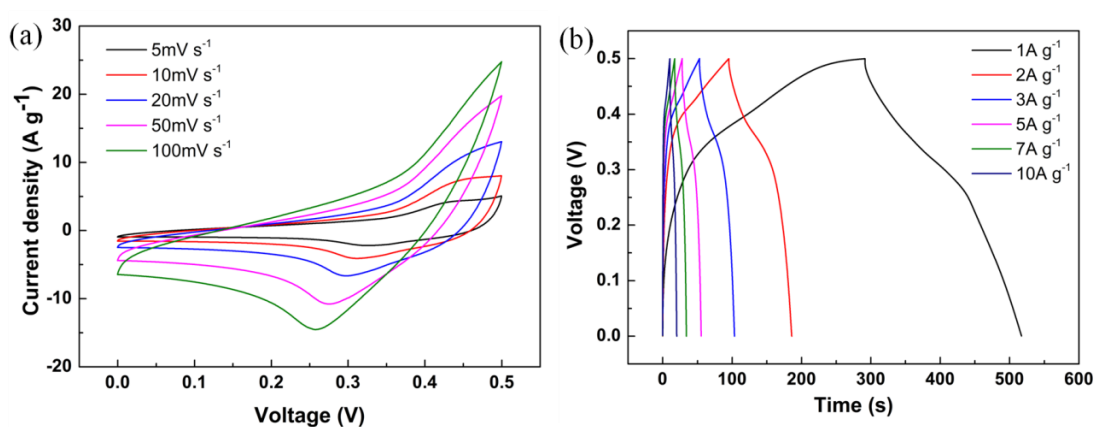 (a)
30
20
10
0
-10
-20
Current density (A g⁻¹)
5mV s⁻¹
10mV s⁻¹
20mV s⁻¹
50mV s⁻¹
100mV s⁻¹
0.0 0.1 0.2 0.3 0.4 0.5
Voltage (V)
(b)
0.5
0.4
0.3
0.2
0.1
0.0
Voltage (V)
1A g⁻¹
2A g⁻¹
3A g⁻¹
5A g⁻¹
7A g⁻¹
10A g⁻¹
0 100 200 300 400 500 600
Time (s)